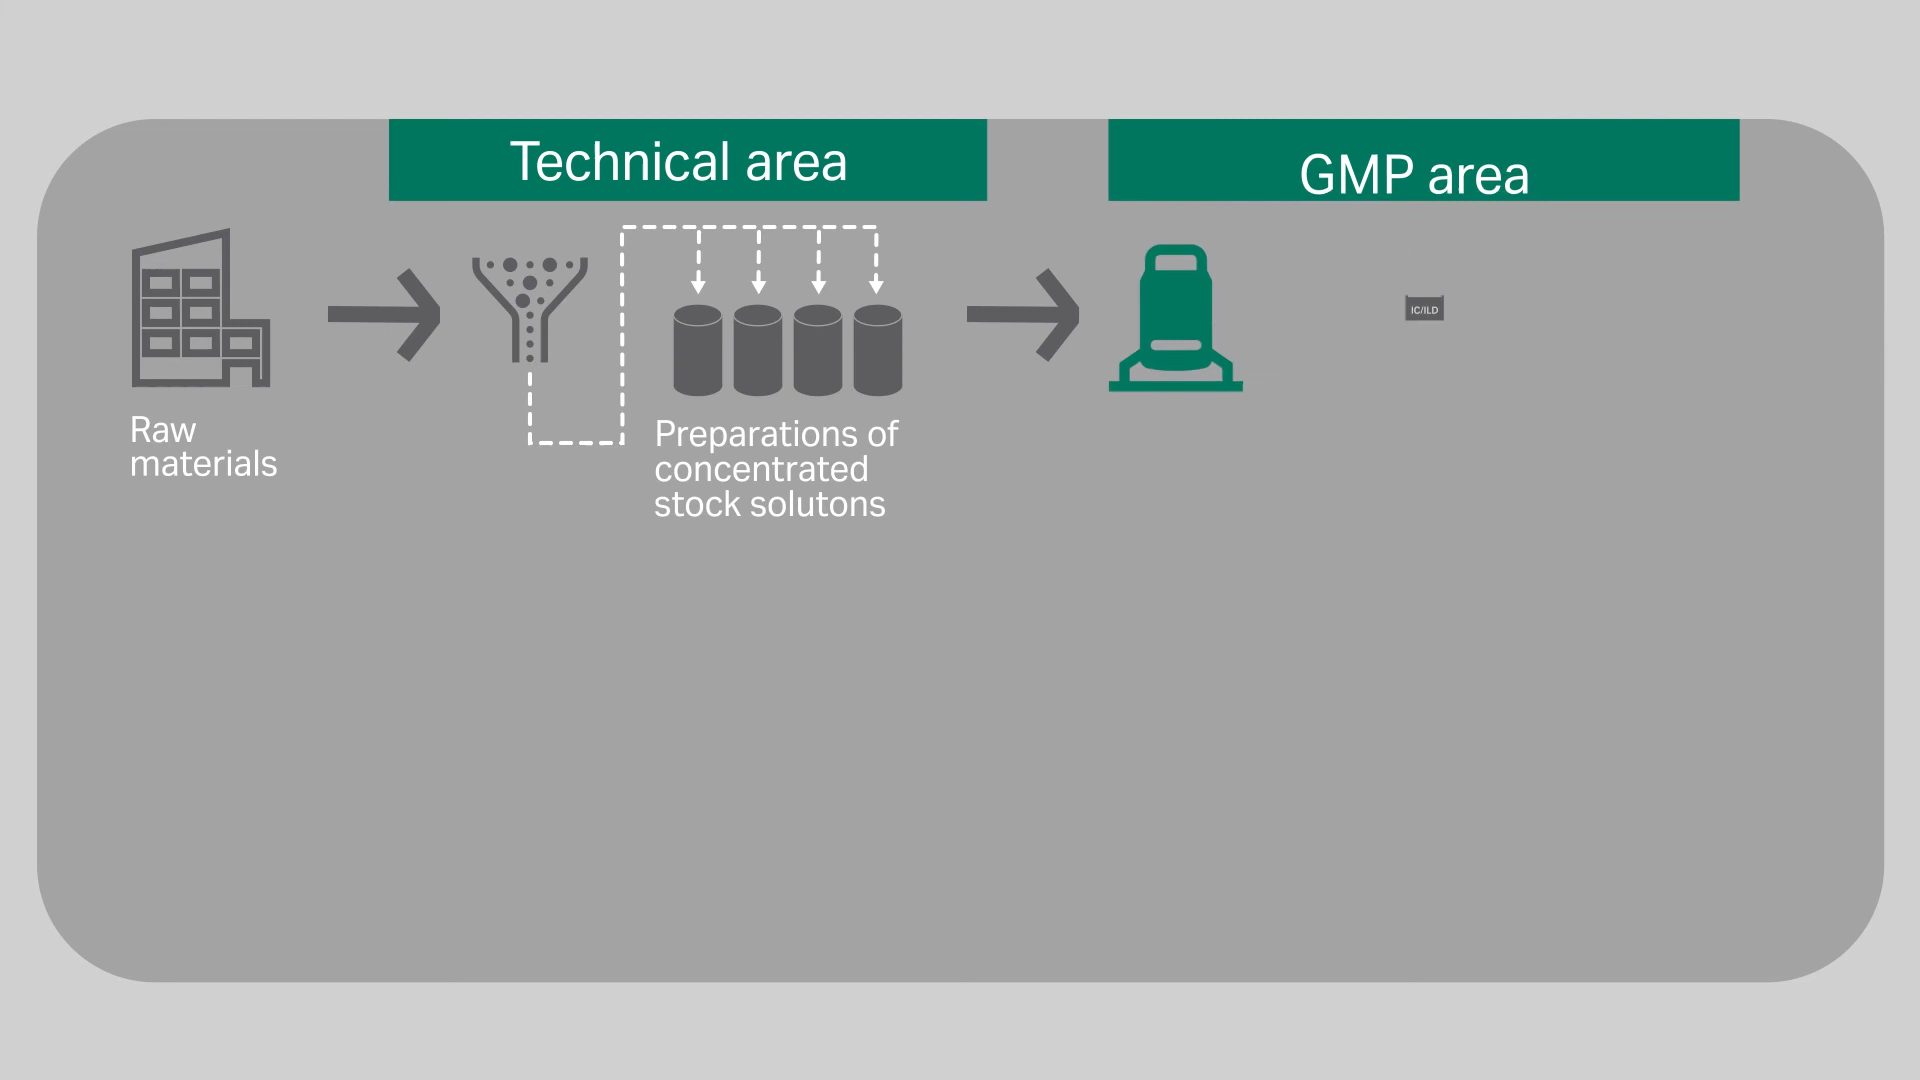 Technical area
GMP area
IC/ILD
Raw
materials
Preparations of
concentrated
stock solutons